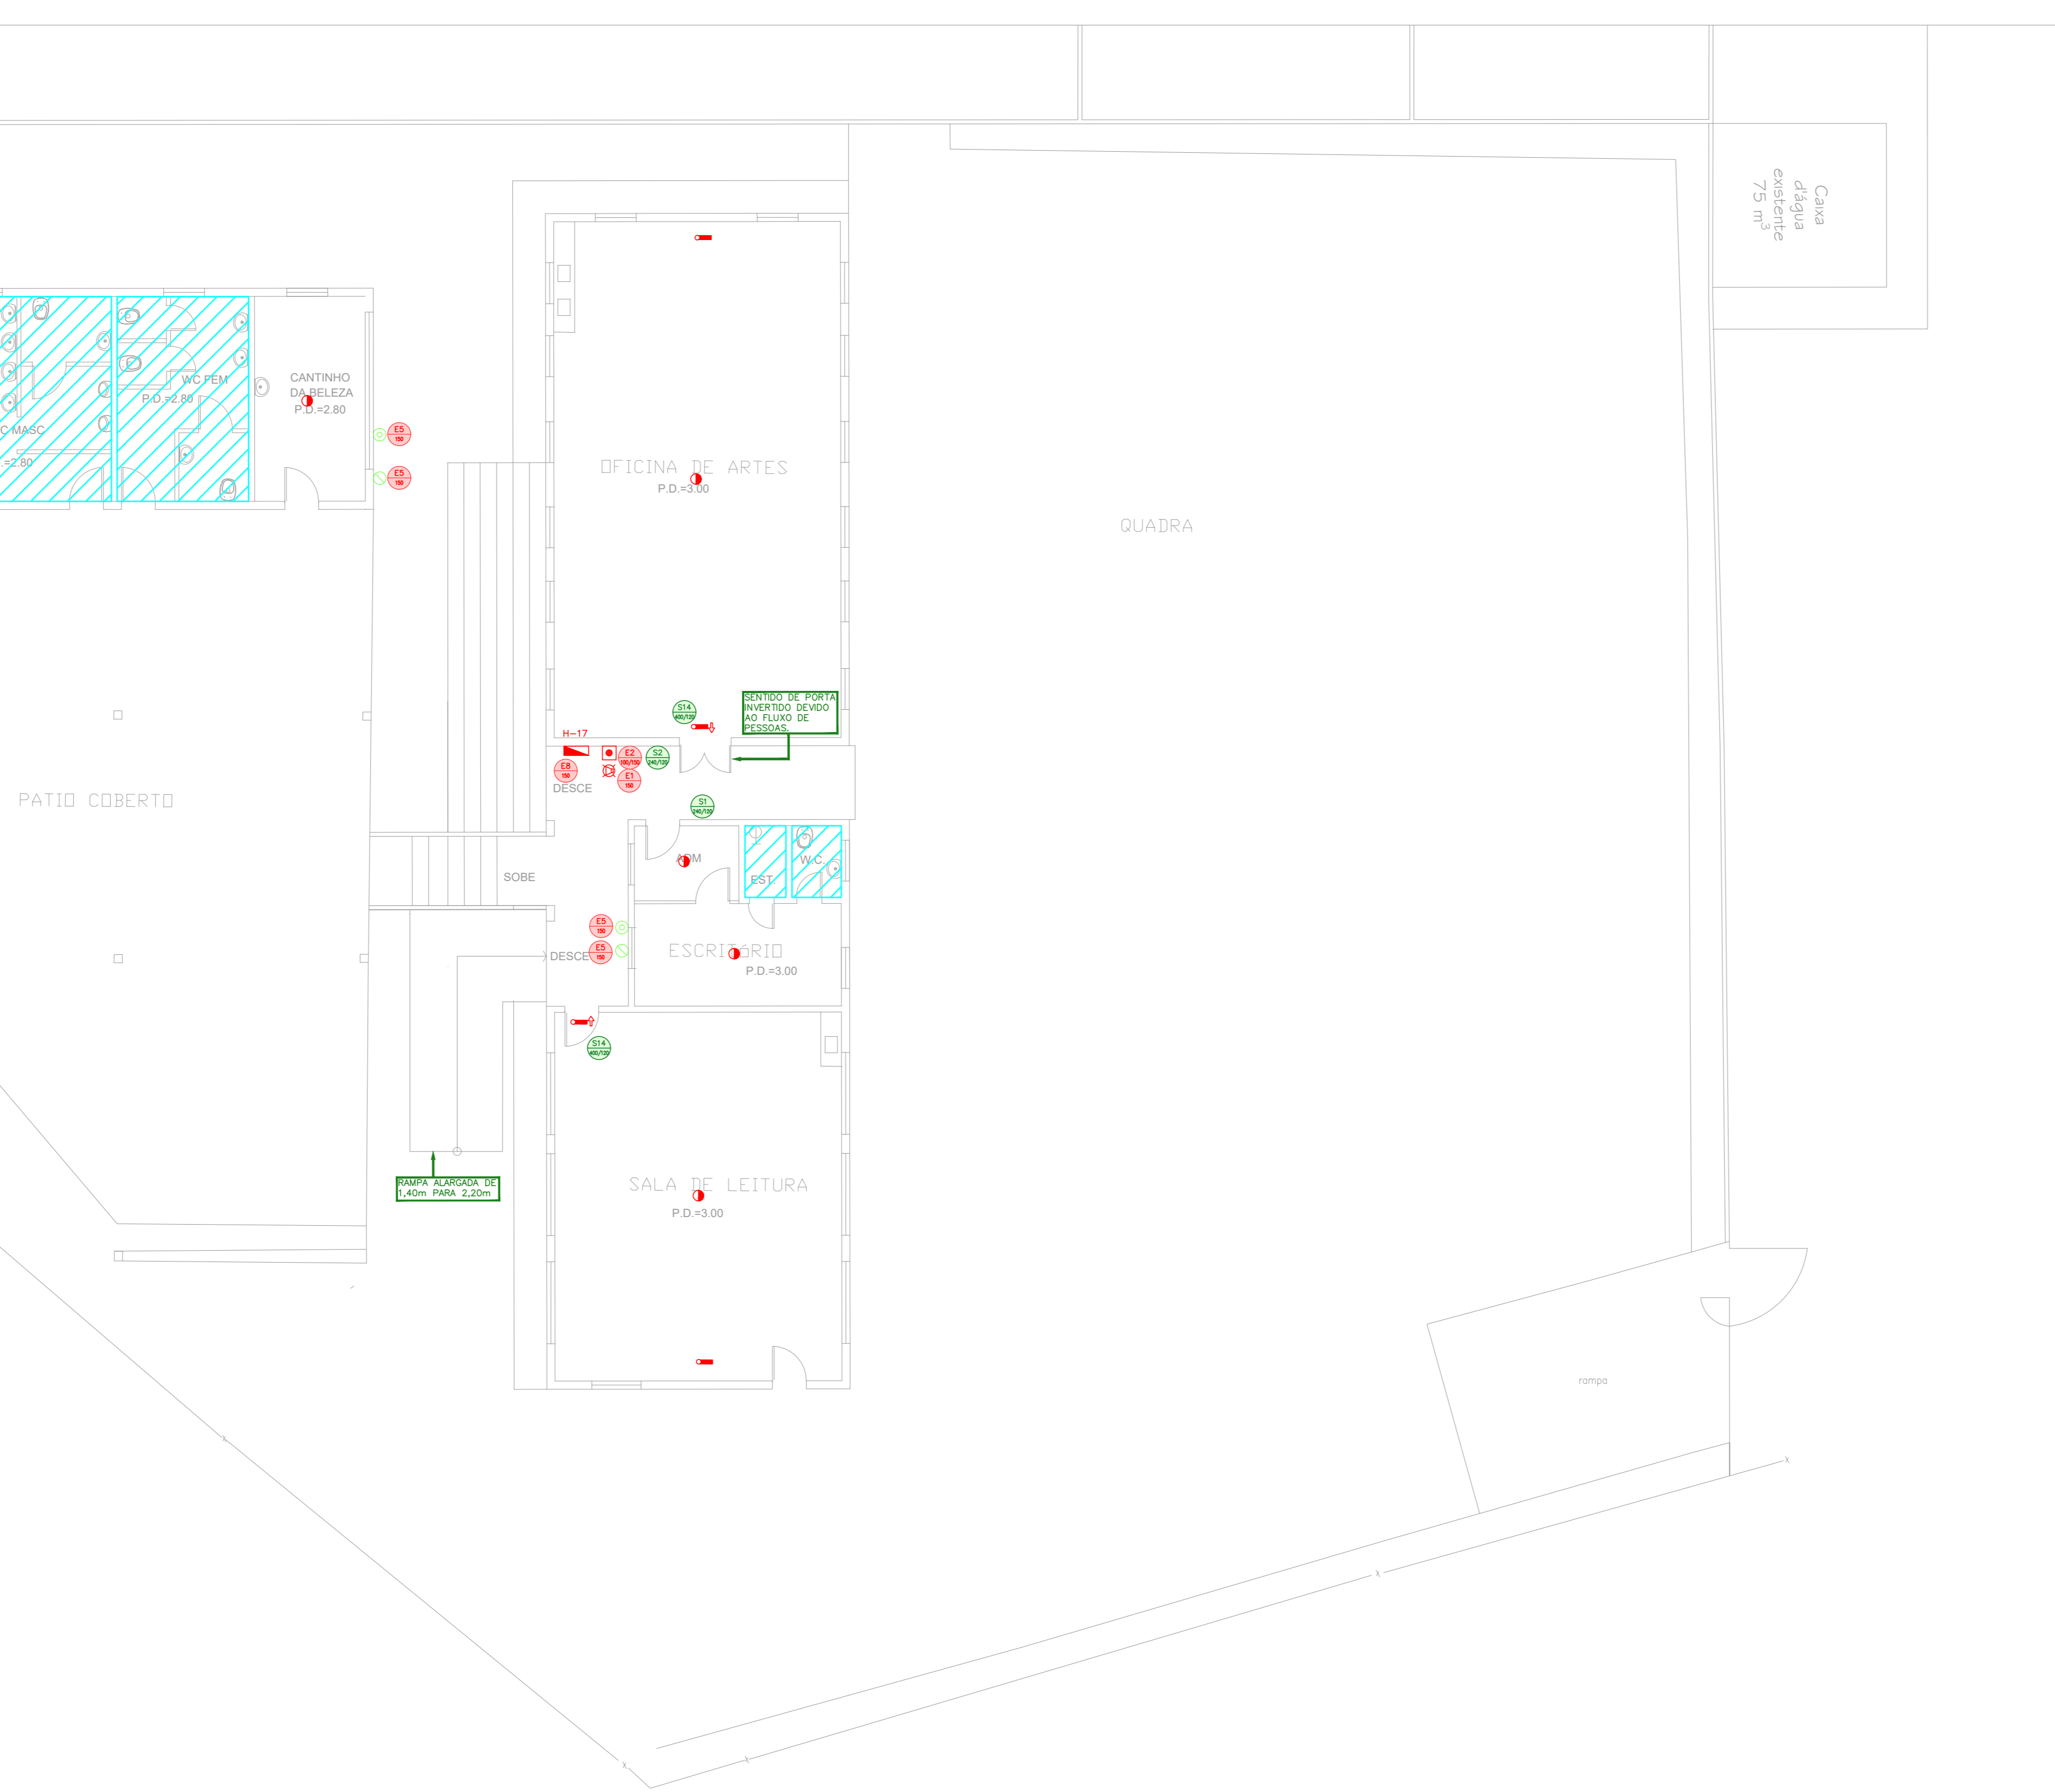 Caixa
d'água
existente
75 m³
WC FEM
P.D.=2.80
CANTINHO
DA BELEZA
P.D.=2.80
C MASC
.=2.80
E5
150
E5
150
OFICINA DE ARTES
P.D.=3.00
QUADRA
SENTIDO DE PORTA
INVERTIDO DEVIDO
AO FLUXO DE
PESSOAS.
S14
400/120
H-17
E2
100/150
S2
240/120
E8
150
E1
150
DESCE
S1
240/120
PATIO COBERTO
ADM
W.C.
EST.
SOBE
E5
150
E5
150
ESCRITóRIO
DESCE
P.D.=3.00
S14
400/120
RAMPA ALARGADA DE
1,40m PARA 2,20m
SALA DE LEITURA
P.D.=3.00
rampa